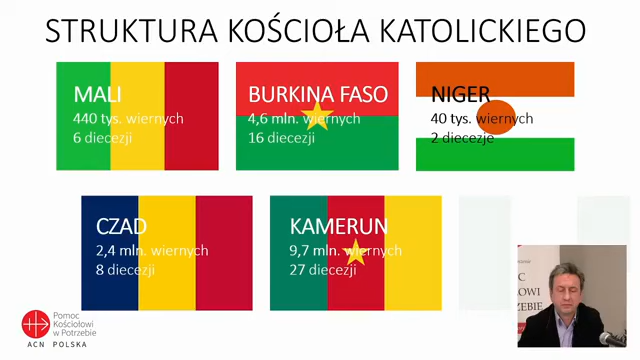 STRUKTURA KOŚCIOŁA KATOLICKIEGO
MALI
440 tys. wiernych
6 diecezji
BURKINA FASO
4,6 mln. wiernych
16 diecezji
NIGER
40 tys. wiernych
2 diecezje
CZAD
2,4 mln. wiernych
8 diecezji
KAMERUN
9,7 mln. wiernych
27 diecezji
Pomoc
Kościołowi
w Potrzebie
ACN POLSKA